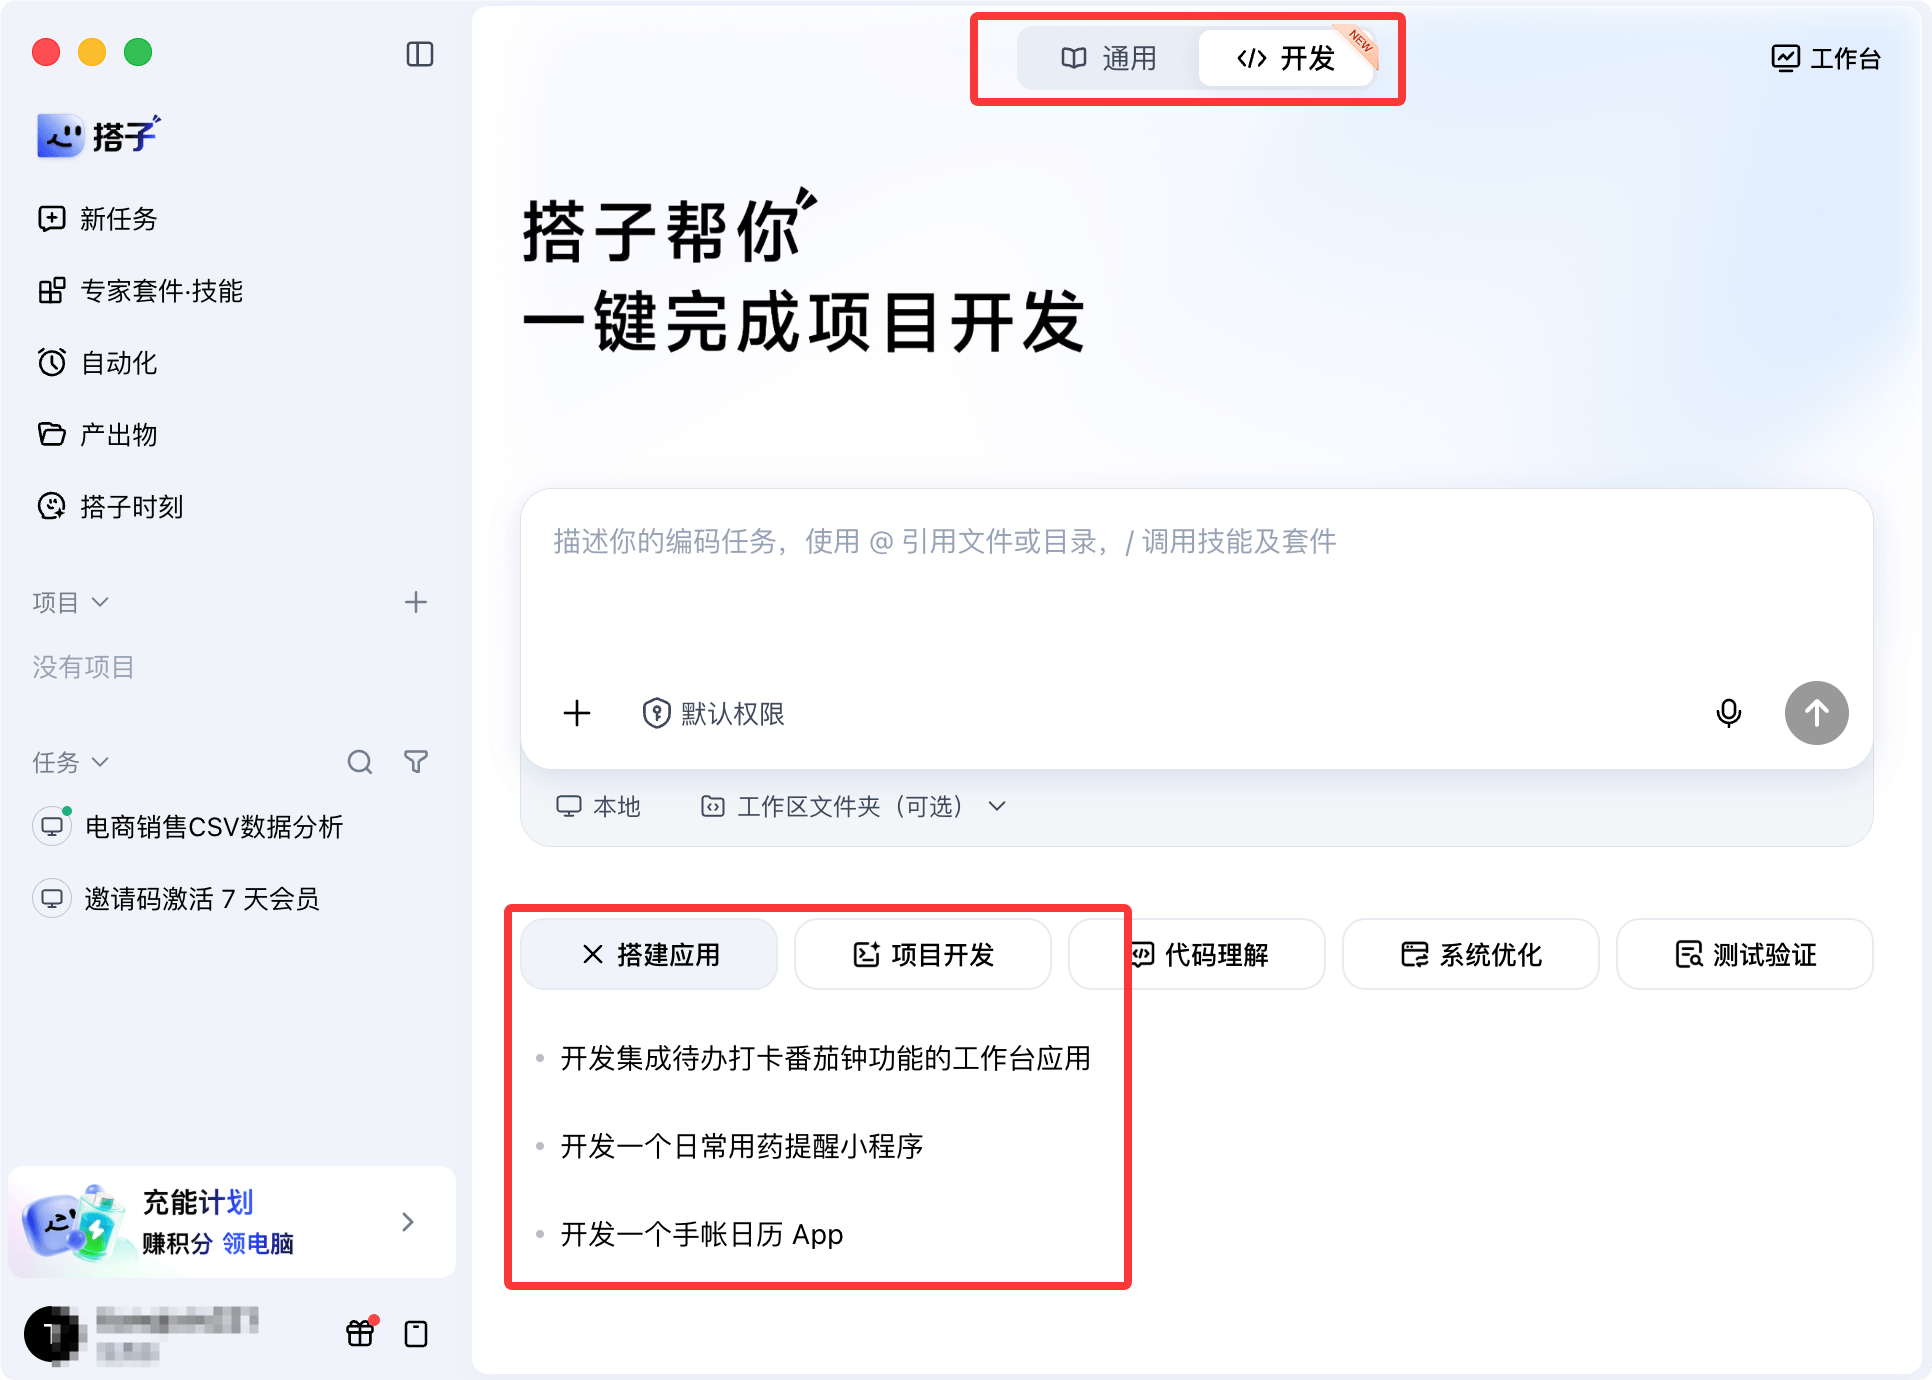 通用
开发
NEW
工作台
搭子
新任务
专家套件·技能
自动化
产出物
搭子时刻
项目
没有项目
任务
电商销售CSV数据分析
邀请码激活 7 天会员
充能计划
赚积分 领电脑
搭子帮你
一键完成项目开发
描述你的编码任务，使用 @ 引用文件或目录，/ 调用技能及套件
默认权限
本地
工作区文件夹（可选）
搭建应用
项目开发
代码理解
系统优化
测试验证
开发集成待办打卡番茄钟功能的工作台应用
开发一个日常用药提醒小程序
开发一个手帐日历 App